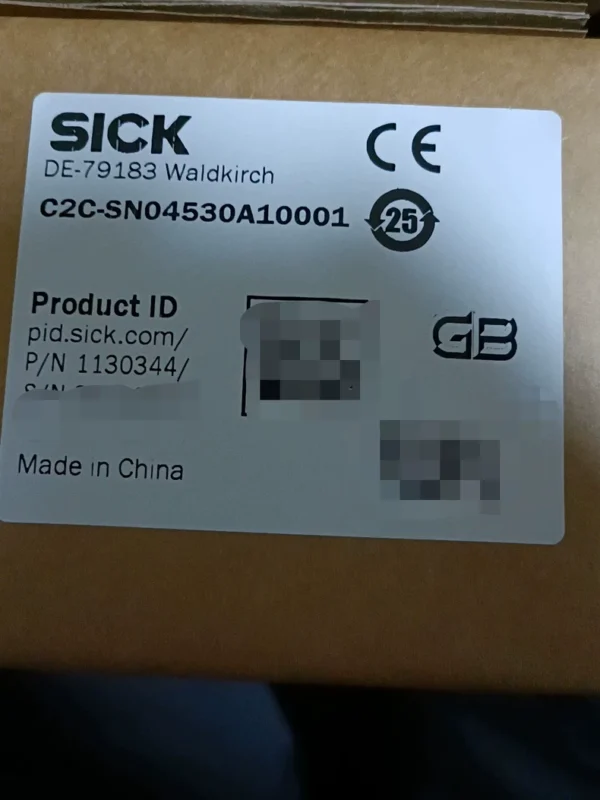 SICK
DE-79183 Waldkirch
C2C-SN04530A10001
CE
25
Product ID
pid.sick.com/
P/N 1130344/
S/N
GB
Made in China